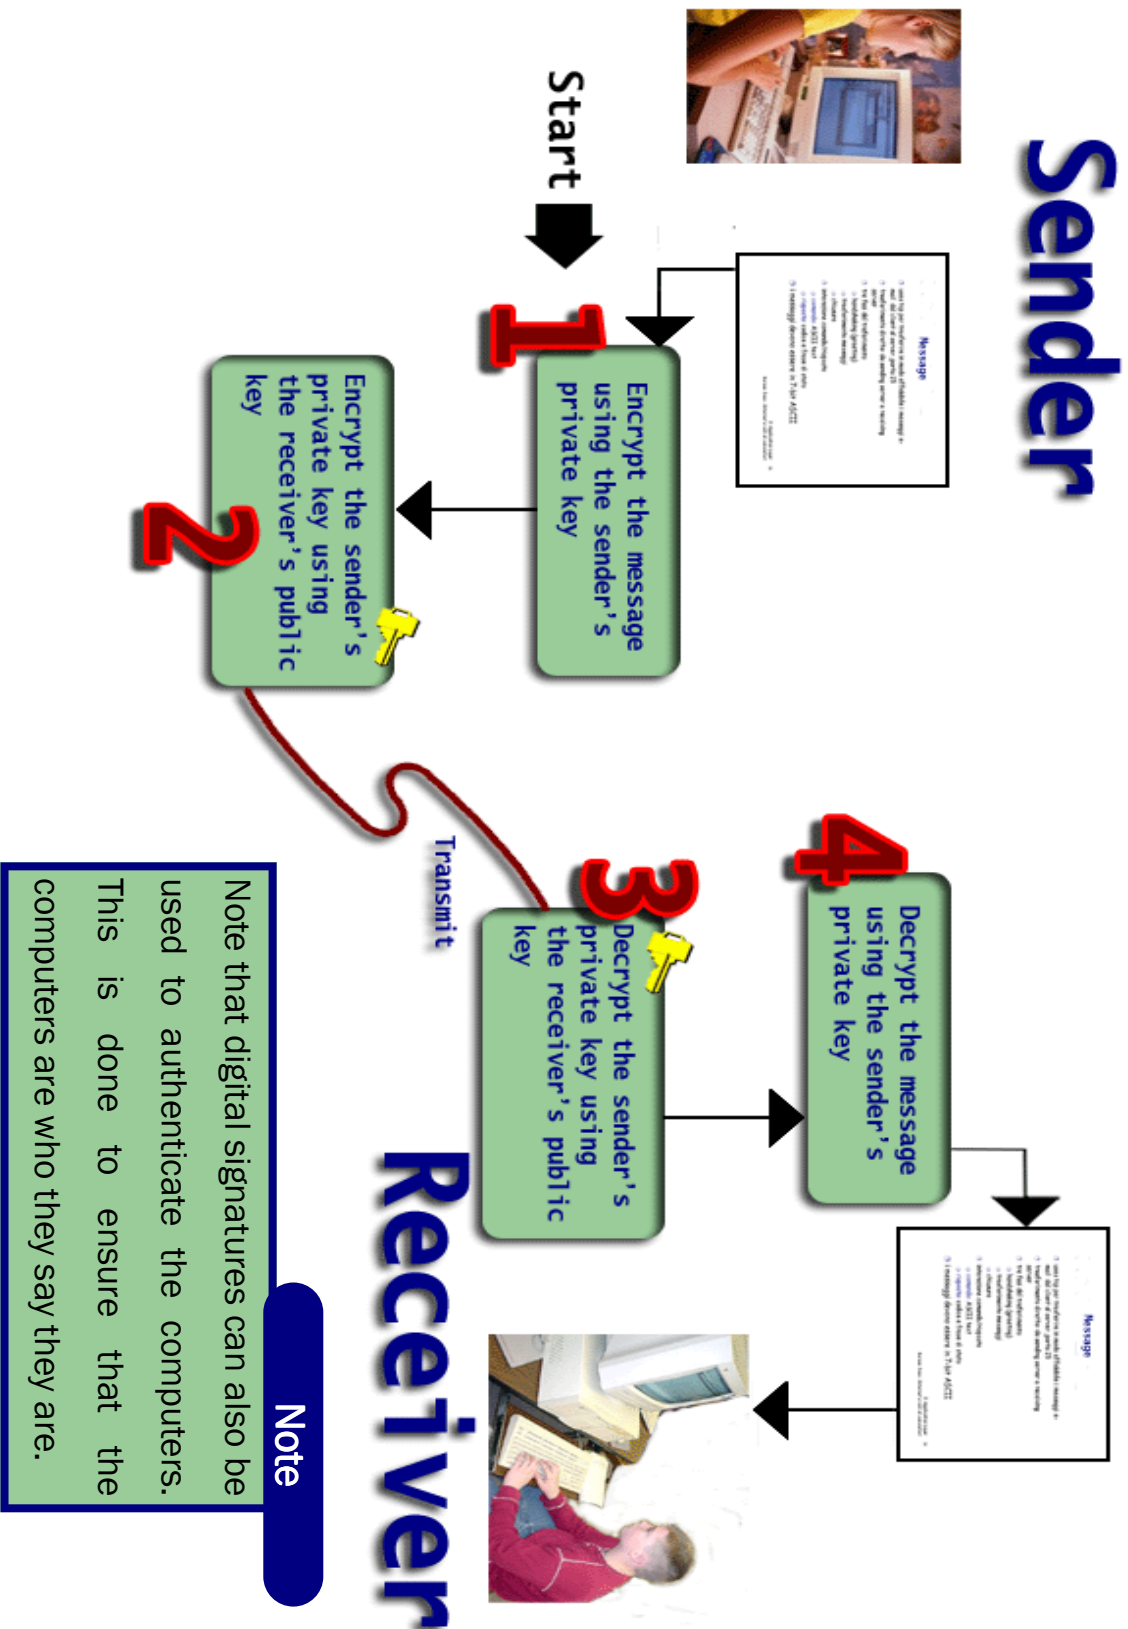 Sender
Message
Start
1
Encrypt the message
using the sender's
private key
2
Encrypt the sender's
private key using
the receiver's public
key
Transmit
3
Decrypt the sender's
private key using
the receiver's public
key
4
Decrypt the message
using the sender's
private key
Message
Receiver
Note
Note that digital signatures can also be
used to authenticate the computers.
This is done to ensure that the
computers are who they say they are.